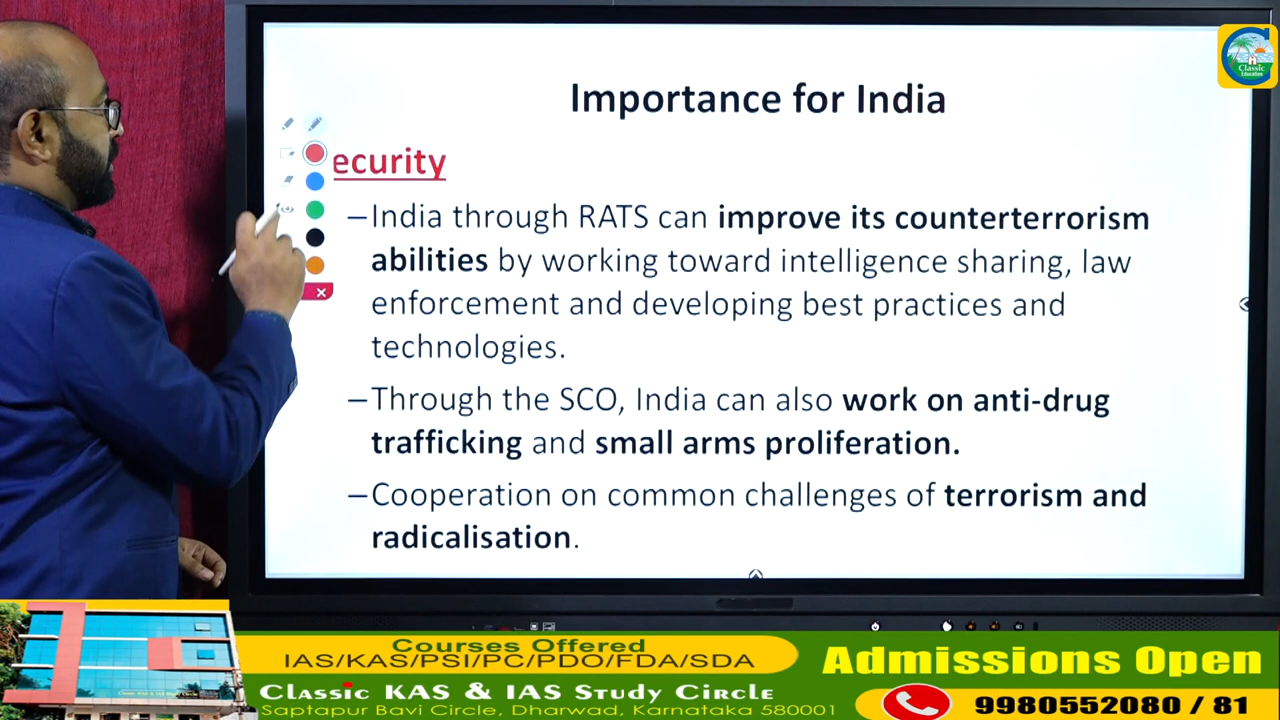 Importance for India
ecurity
–India through RATS can improve its counterterrorism
abilities by working toward intelligence sharing, law
enforcement and developing best practices and
technologies.
–Through the SCO, India can also work on anti-drug
trafficking and small arms proliferation.
–Cooperation on common challenges of terrorism and
radicalisation.
Classic
Education
Courses Offered
IAS/KAS/PSI/PC/PDO/FDA/SDA
Classic KAS & IAS Study Circle
Saptapur Bavi Circle, Dharwad, Karnataka 580001
Admissions Open
9980552080 / 81